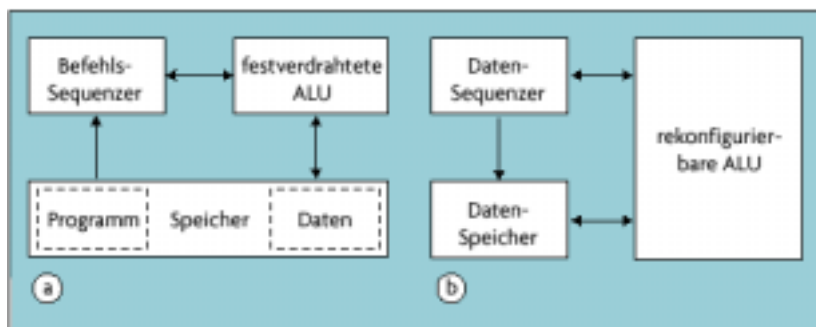 Befehls-
Sequenzer
festverdrahtete
ALU
Programm
Speicher
Daten
a
Daten-
Sequenzer
Daten-
Speicher
rekonfigurier-
bare ALU
b